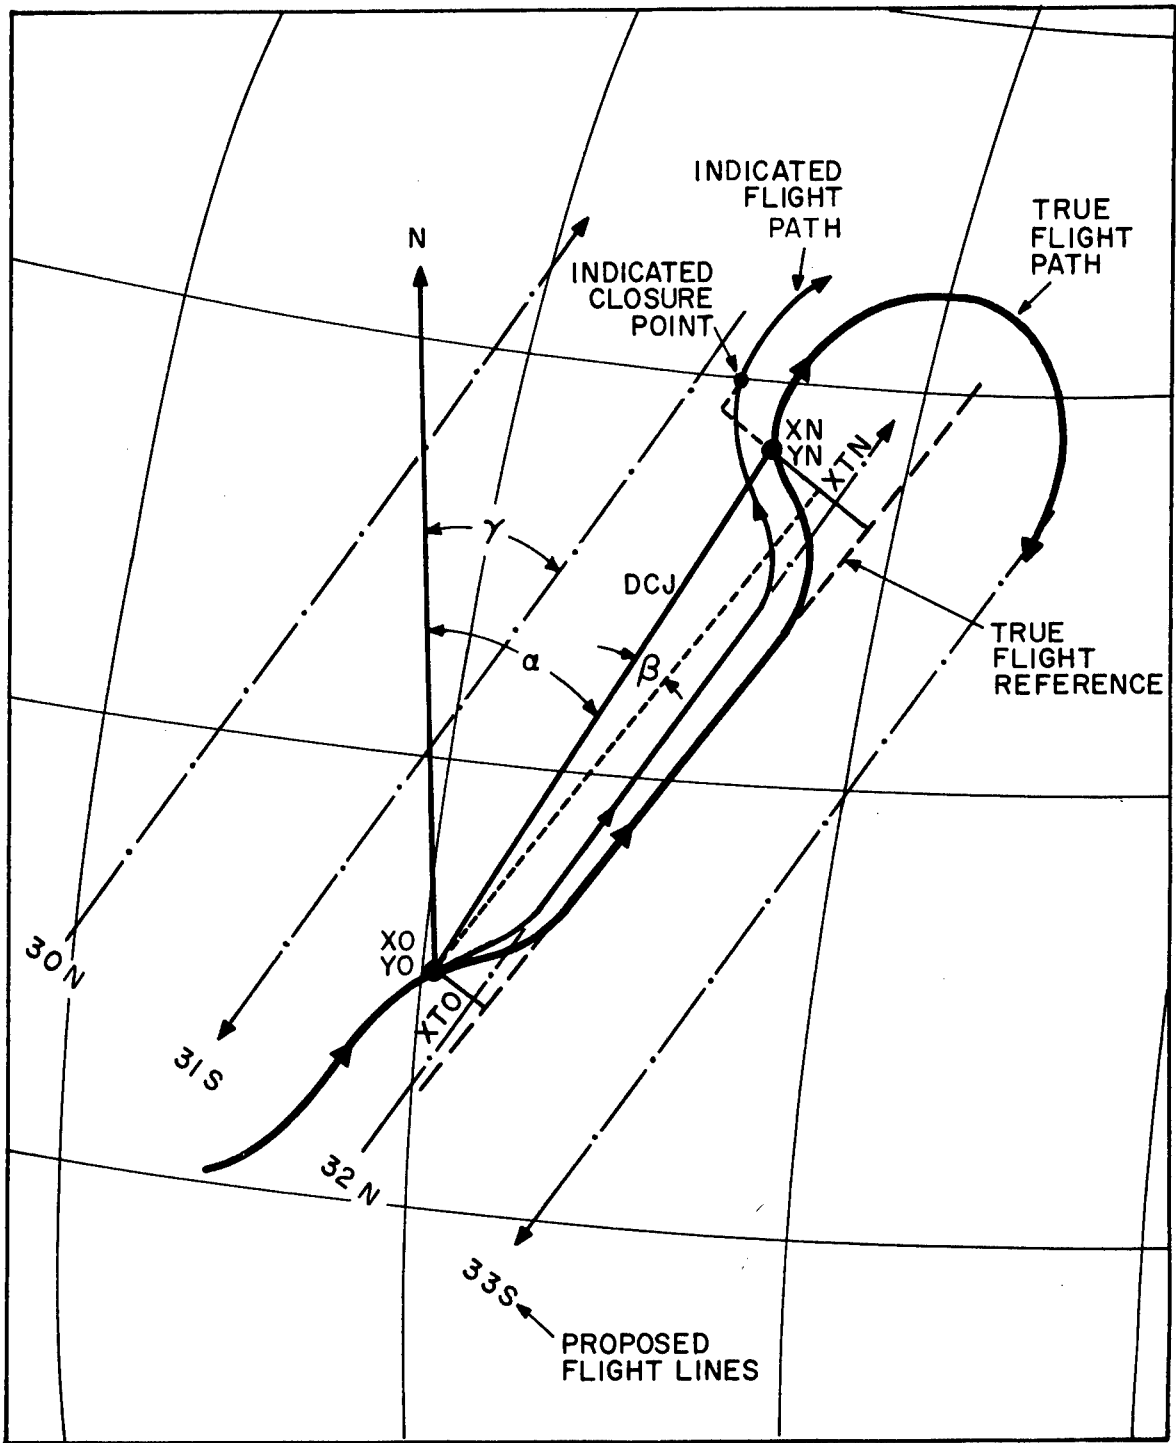 INDICATED
FLIGHT
PATH
TRUE
FLIGHT
PATH
N
INDICATED
CLOSURE
POINT
XN
YN
XTN
γ
DCJ
α
β
TRUE
FLIGHT
REFERENCE
XO
YO
XTO
30N
31S
32N
33S
PROPOSED
FLIGHT LINES